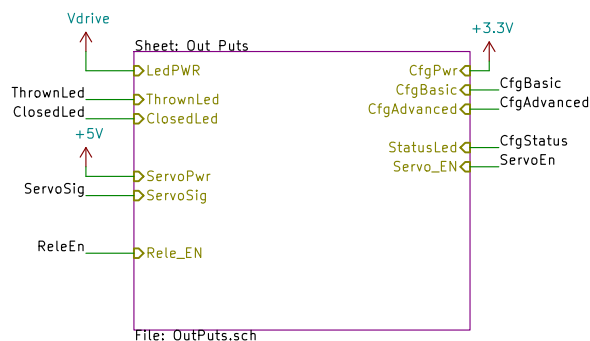 Vdrive
+3.3V
Sheet: Out Puts
LedPWR
CfgPwr
CfgBasic
CfgBasic
ThrownLed
ThrownLed
CfgAdvanced
CfgAdvanced
ClosedLed
ClosedLed
+5V
StatusLed
CfgStatus
Servo_EN
ServoEn
ServoPwr
ServoSig
ServoSig
ReleEn
Rele_EN
File: OutPuts.sch